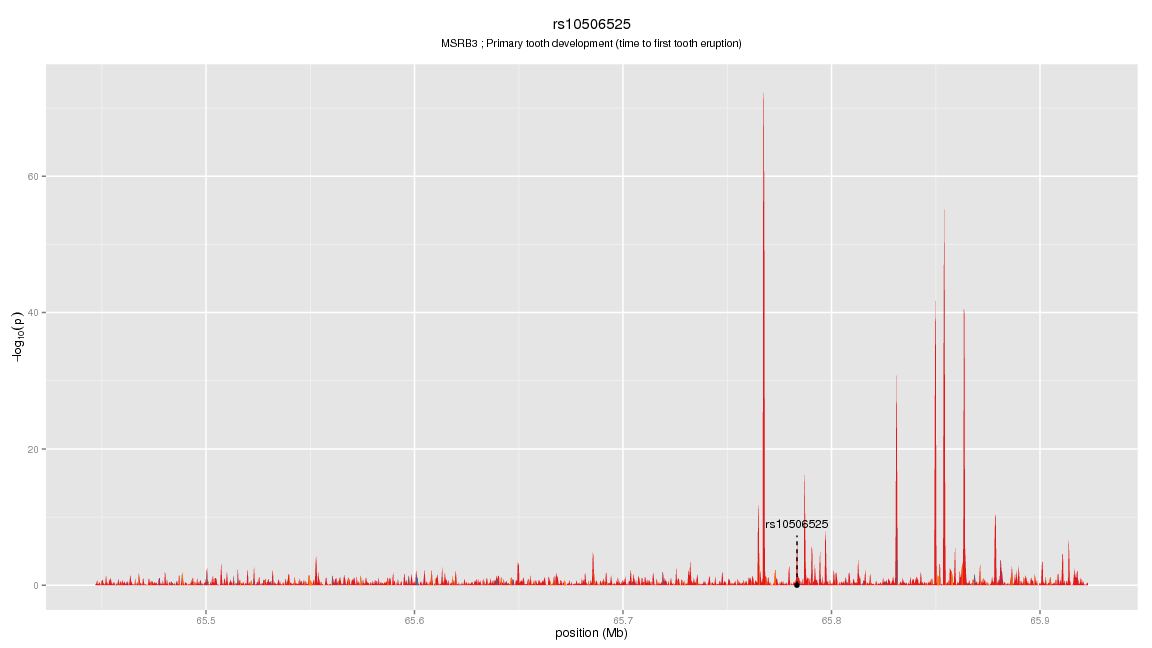 rs10506525
MSRB3 ; Primary tooth development (time to first tooth eruption)
−log10(p)
60
40
20
0
rs10506525
65.5 65.6 65.7 65.8 65.9
position (Mb)